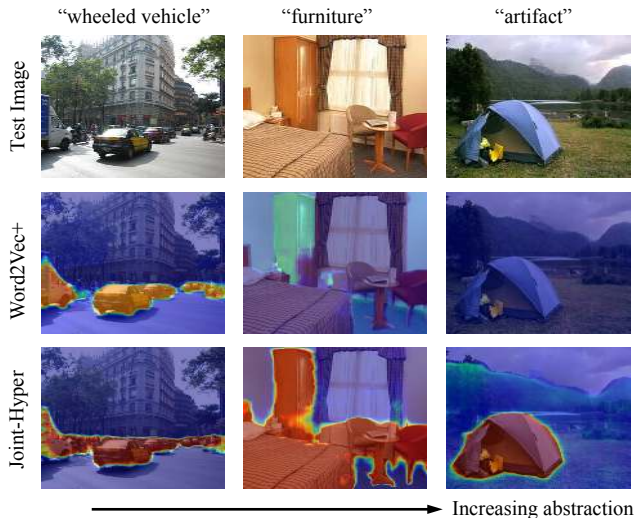 “wheeled vehicle” “furniture” “artifact”
Test Image
Word2Vec+
Joint-Hyper
Increasing abstraction